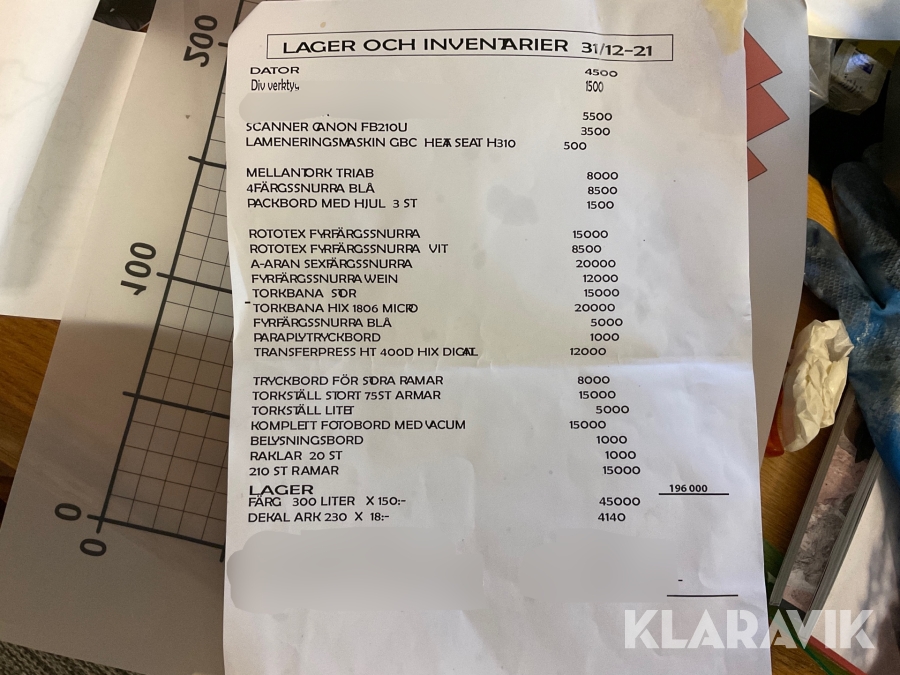 200
100
0
0
LAGER OCH INVENTARIER 31/12-21
DATOR 4500
Div verktyg 1500
5500
SCANNER CANON FB210U 3500
LAMENERINGSMASKIN GBC HEAT SEAT H310 500
MELLANTORK TRIAB 8000
4FÄRGSSNURRA BLÅ 8500
PACKBORD MED HJUL 3 ST 1500
ROTOTEX FYRFÄRGSSNURRA 15000
ROTOTEX FYRFÄRGSSNURRA VIT 8500
A-ARAN SEXFÄRGSSNURRA 20000
FYRFÄRGSSNURRA WEIN 12000
TORKBANA STOR 15000
TORKBANA HIX 1806 MICRO 20000
FYRFÄRGSSNURRA BLÅ 5000
PARAPLYTRYCKBORD 1000
TRANSFERPRESS HT 400D HIX DIGITAL 12000
TRYCKBORD FÖR STORA RAMAR 8000
TORKSTÄLL STORT 75ST ARMAR 15000
TORKSTÄLL LITET 5000
KOMPLETT FOTOBORD MED VACUM 15000
BELYSNINGSBORD 1000
RAKLAR 20 ST 1000
210 ST RAMAR 15000
LAGER 196 000
FÄRG 300 LITER X 150:- 45000
DEKAL ARK 230 X 18:- 4140
-
KLARAVIK